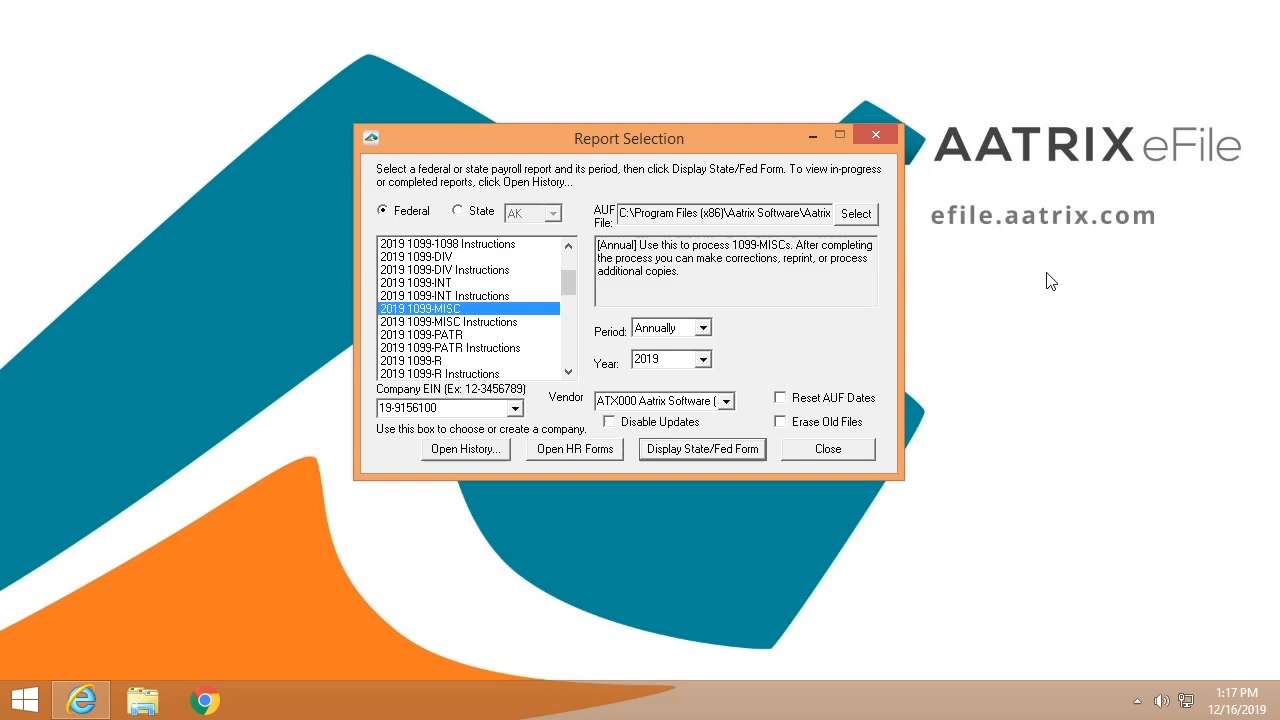 Report Selection
Select a federal or state payroll report and its period, then click Display State/Fed Form. To view in-progress
or completed reports, click Open History...
Federal
State
AK
AUF
File:
C:\Program Files (x86)\Aatrix Software\Aatrix
Select
2019 1099-1098 Instructions
2019 1099-DIV
2019 1099-DIV Instructions
2019 1099-INT
2019 1099-INT Instructions
2019 1099-MISC
2019 1099-MISC Instructions
2019 1099-PATR
2019 1099-PATR Instructions
2019 1099-R
2019 1099-R Instructions
[Annual] Use this to process 1099-MISCs. After completing
the process you can make corrections, reprint, or process
additional copies.
Period: Annually
Year: 2019
Company EIN (Ex: 12-3456789)
19-9156100
Use this box to choose or create a company.
Vendor
ATX000 Aatrix Software (
Disable Updates
Reset AUF Dates
Erase Old Files
Open History...
Open HR Forms
Display State/Fed Form
Close
AATRIX eFile
efile.aatrix.com
1:17 PM
12/16/2019